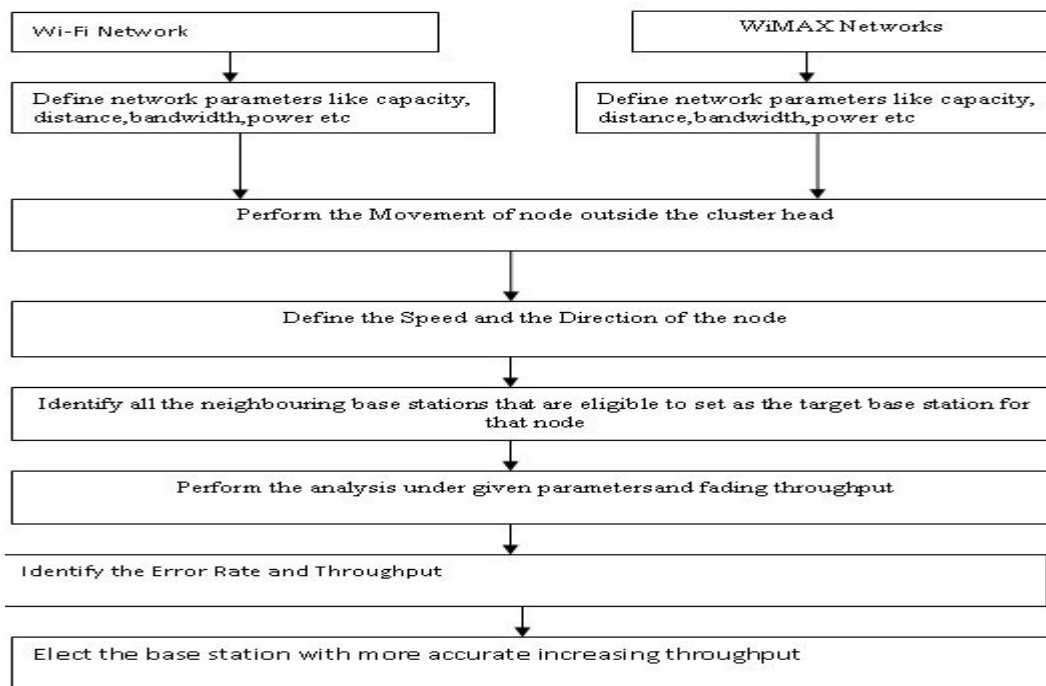 Wi-Fi Network
WiMAX Networks
Define network parameters like capacity,
distance,bandwidth,power etc
Define network parameters like capacity,
distance,bandwidth,power etc
Perform the Movement of node outside the cluster head
Define the Speed and the Direction of the node
Identify all the neighbouring base stations that are eligible to set as the target base station for
that node
Perform the analysis under given parametersand fading throughput
Identify the Error Rate and Throughput
Elect the base station with more accurate increasing throughput